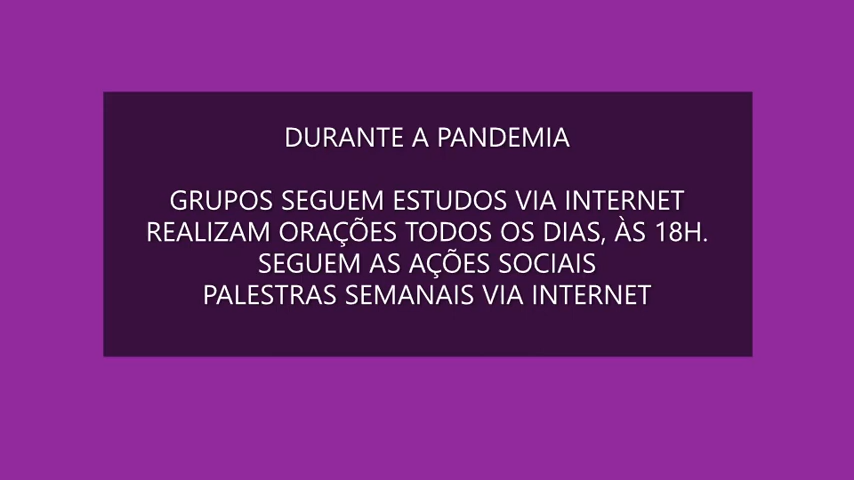 DURANTE A PANDEMIA
GRUPOS SEGUEM ESTUDOS VIA INTERNET
REALIZAM ORAÇÕES TODOS OS DIAS, ÀS 18H.
SEGUEM AS AÇÕES SOCIAIS
PALESTRAS SEMANAIS VIA INTERNET